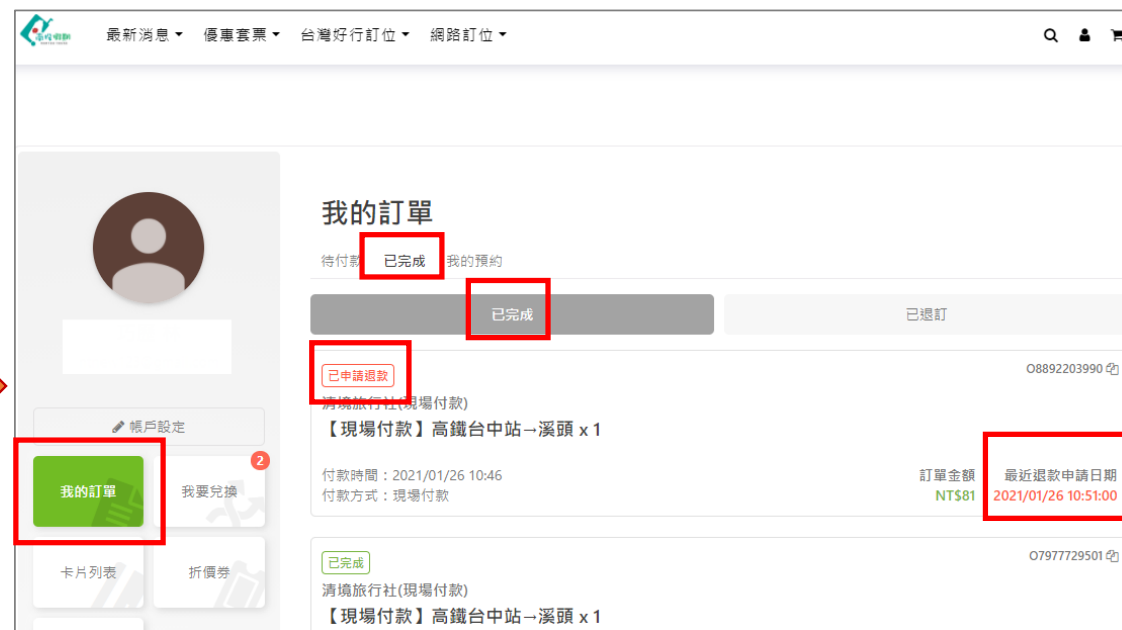 最新消息 優惠套票 台灣好行訂位 網路訂位
我的訂單
待付款 已完成 我的預約
已完成 已退訂
已申請退款 O8892203990
清境旅行社(現場付款)
【現場付款】高鐵台中站→溪頭 x 1
付款時間：2021/01/26 10:46
付款方式：現場付款
訂單金額 最近退款申請日期
NT$81 2021/01/26 10:51:00
帳戶設定
我的訂單 我要兌換 2
卡片列表 折價券
已完成 O7977729501
清境旅行社(現場付款)
【現場付款】高鐵台中站→溪頭 x 1